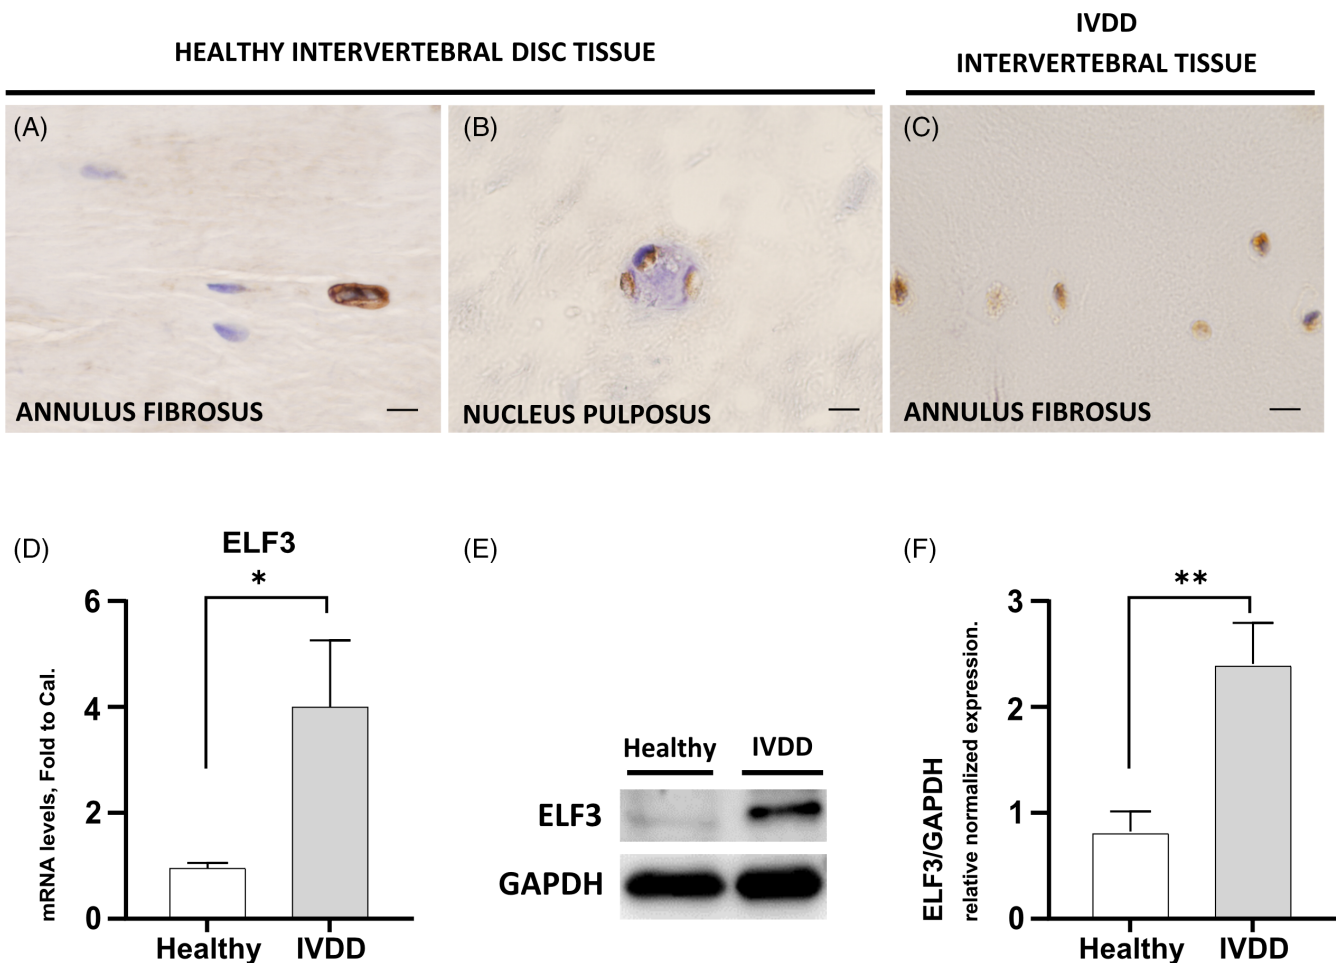 HEALTHY INTERVERTEBRAL DISC TISSUE
IVDD
INTERVERTEBRAL TISSUE
(A)
ANNULUS FIBROSUS
(B)
NUCLEUS PULPOSUS
(C)
ANNULUS FIBROSUS
(D)
ELF3
*
mRNA levels, Fold to Cal.
6
4
2
0
Healthy IVDD
(E)
Healthy IVDD
ELF3
GAPDH
(F)
**
ELF3/GAPDH
relative normalized expression.
3
2
1
0
Healthy IVDD